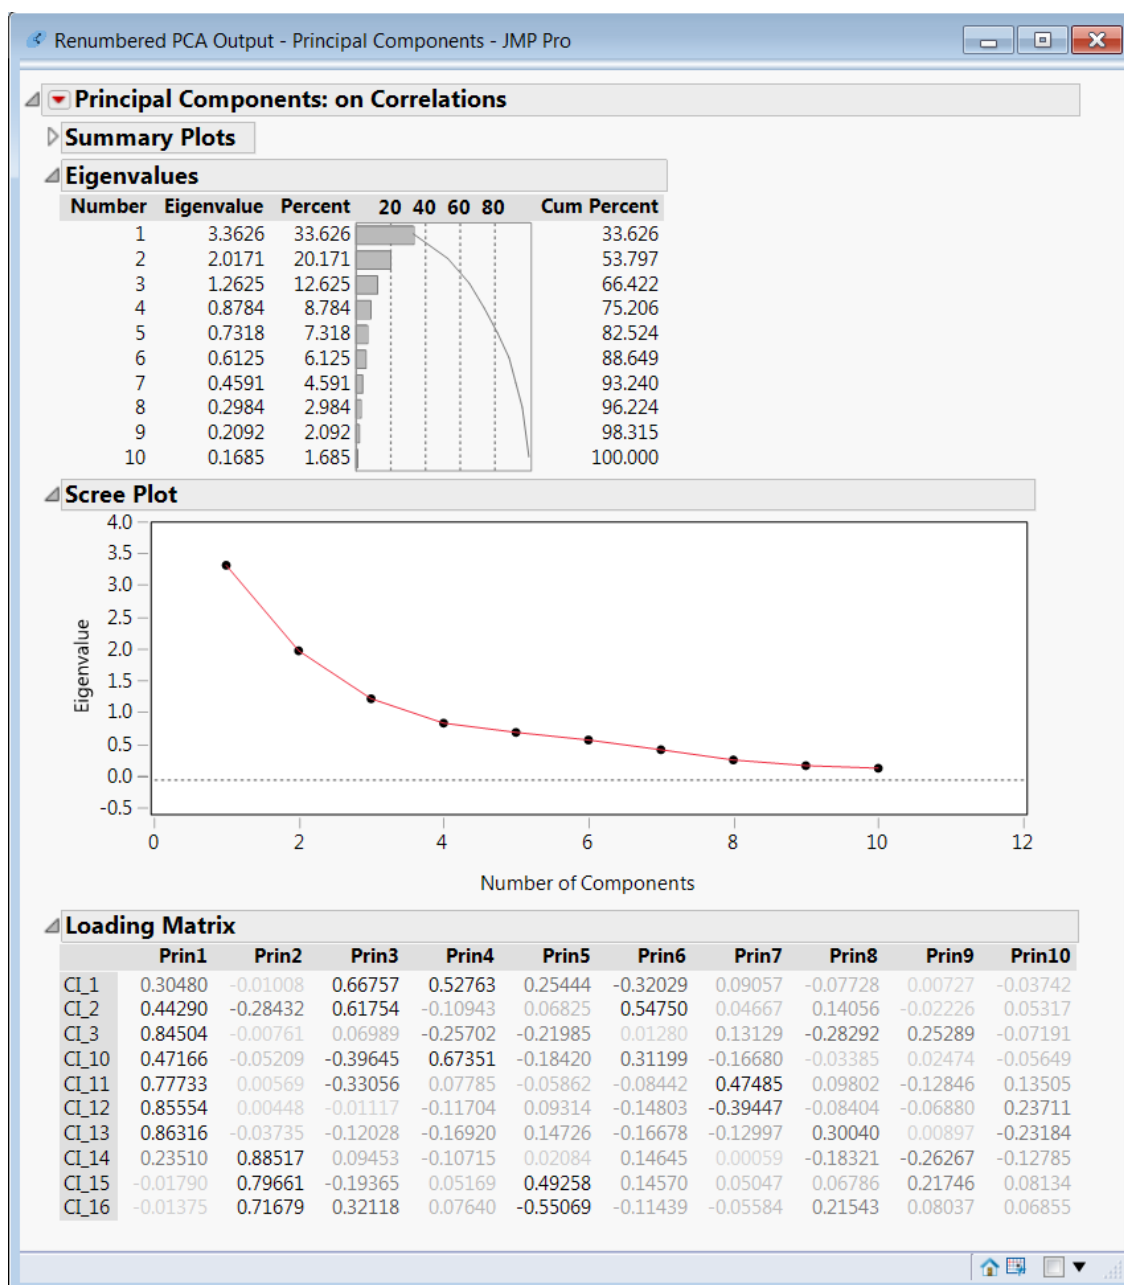 Renumbered PCA Output - Principal Components - JMP Pro
Principal Components: on Correlations
Summary Plots
Eigenvalues
Number Eigenvalue Percent 20 40 60 80 Cum Percent
1 3.3626 33.626 33.626
2 2.0171 20.171 53.797
3 1.2625 12.625 66.422
4 0.8784 8.784 75.206
5 0.7318 7.318 82.524
6 0.6125 6.125 88.649
7 0.4591 4.591 93.240
8 0.2984 2.984 96.224
9 0.2092 2.092 98.315
10 0.1685 1.685 100.000
Scree Plot
4.0
3.5
3.0
2.5
2.0
1.5
1.0
0.5
0.0
-0.5
Eigenvalue
0 2 4 6 8 10 12
Number of Components
Loading Matrix
Prin1 Prin2 Prin3 Prin4 Prin5 Prin6 Prin7 Prin8 Prin9 Prin10
CI_1 0.30480 -0.01008 0.66757 0.52763 0.25444 -0.32029 0.09057 -0.07728 0.00727 -0.03742
CI_2 0.44290 -0.28432 0.61754 -0.10943 0.06825 0.54750 0.04667 0.14056 -0.02226 0.05317
CI_3 0.84504 -0.00761 0.06989 -0.25702 -0.21985 0.01280 0.13129 -0.28292 0.25289 -0.07191
CI_10 0.47166 -0.05209 -0.39645 0.67351 -0.18420 0.31199 -0.16680 -0.03385 0.02474 -0.05649
CI_11 0.77733 0.00569 -0.33056 0.07785 -0.05862 -0.08442 0.47485 0.09802 -0.12846 0.13505
CI_12 0.85554 0.00448 -0.01117 -0.11704 0.09314 -0.14803 -0.39447 -0.08404 -0.06880 0.23711
CI_13 0.86316 -0.03735 -0.12028 -0.16920 0.14726 -0.16678 -0.12997 0.30040 0.00897 -0.23184
CI_14 0.23510 0.88517 0.09453 -0.10715 0.02084 0.14645 0.00059 -0.18321 -0.26267 -0.12785
CI_15 -0.01790 0.79661 -0.19365 0.05169 0.49258 0.14570 0.05047 0.06786 0.21746 0.08134
CI_16 -0.01375 0.71679 0.32118 0.07640 -0.55069 -0.11439 -0.05584 0.21543 0.08037 0.06855